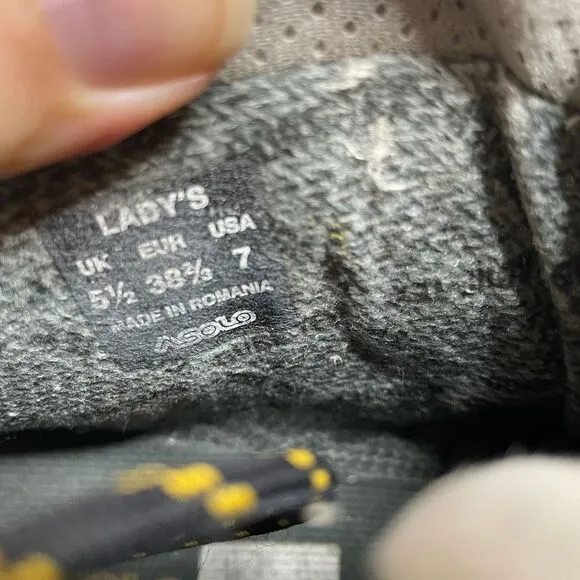 LADY'S
UK EUR USA
5½ 38⅔ 7
MADE IN ROMANIA
ASOLO